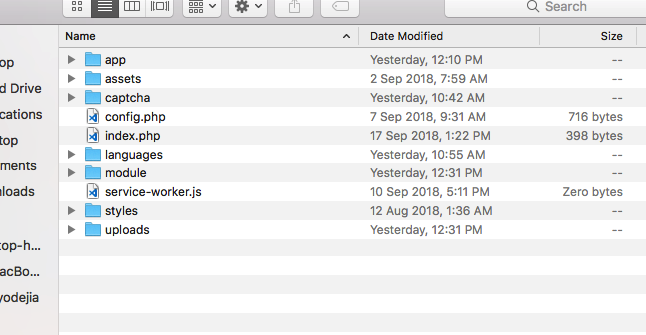 Search
Name Date Modified Size
app Yesterday, 12:10 PM --
assets 2 Sep 2018, 7:59 AM --
captcha Yesterday, 10:42 AM --
config.php 7 Sep 2018, 9:31 AM 716 bytes
index.php 17 Sep 2018, 1:22 PM 398 bytes
languages Yesterday, 10:55 AM --
module Yesterday, 12:31 PM --
service-worker.js 10 Sep 2018, 5:11 PM Zero bytes
styles 12 Aug 2018, 1:36 AM --
uploads Yesterday, 12:31 PM --
top
d Drive
cations
top
ments
nloads
top-h...
acBo...
yodejia